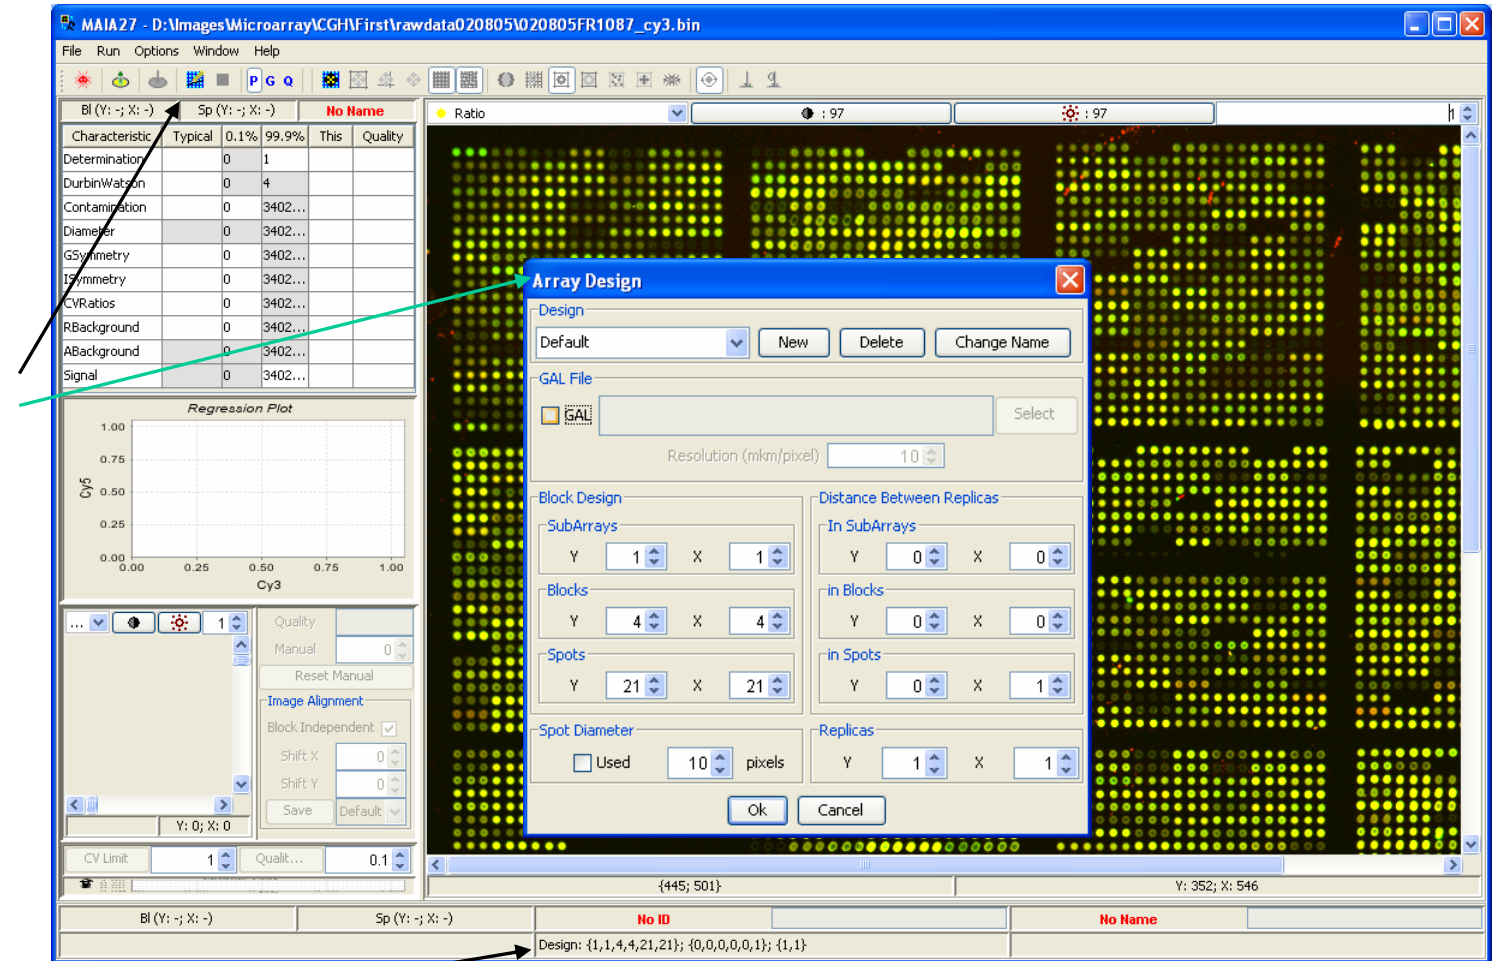 MAIA27 - D:\Images\Microarray\CGH\First\rawdata020805\020805FR1087_cy3.bin
File Run Options Window Help
P G Q
Bl (Y: -; X: -) Sp (Y: -; X: -) No Name
Ratio : 97 : 97 1
Characteristic Typical 0.1% 99.9% This Quality
Determination 0 1
DurbinWatson 0 4
Contamination 0 3402...
Diameter 0 3402...
GSymmetry 0 3402...
ISymmetry 0 3402...
CVRatios 0 3402...
RBackground 0 3402...
ABackground 0 3402...
Signal 0 3402...
Regression Plot
1.00
0.75
0.50
0.25
0.00
Cy5
0.00 0.25 0.50 0.75 1.00
Cy3
... 1
Quality
Manual 0
Reset Manual
Image Alignment
Block Independent
Shift X 0
Shift Y 0
Save Default
Y: 0; X: 0
CV Limit 1 Qualit... 0.1
Array Design
Design
Default New Delete Change Name
GAL File
GAL Select
Resolution (mkm/pixel) 10
Block Design
SubArrays
Y 1 X 1
Blocks
Y 4 X 4
Spots
Y 21 X 21
Distance Between Replicas
In SubArrays
Y 0 X 0
in Blocks
Y 0 X 0
in Spots
Y 0 X 1
Spot Diameter
Used 10 pixels
Replicas
Y 1 X 1
Ok Cancel
{445; 501} Y: 352; X: 546
Bl (Y: -; X: -) Sp (Y: -; X: -) No ID No Name
Design: {1,1,4,4,21,21}; {0,0,0,0,0,1}; {1,1}